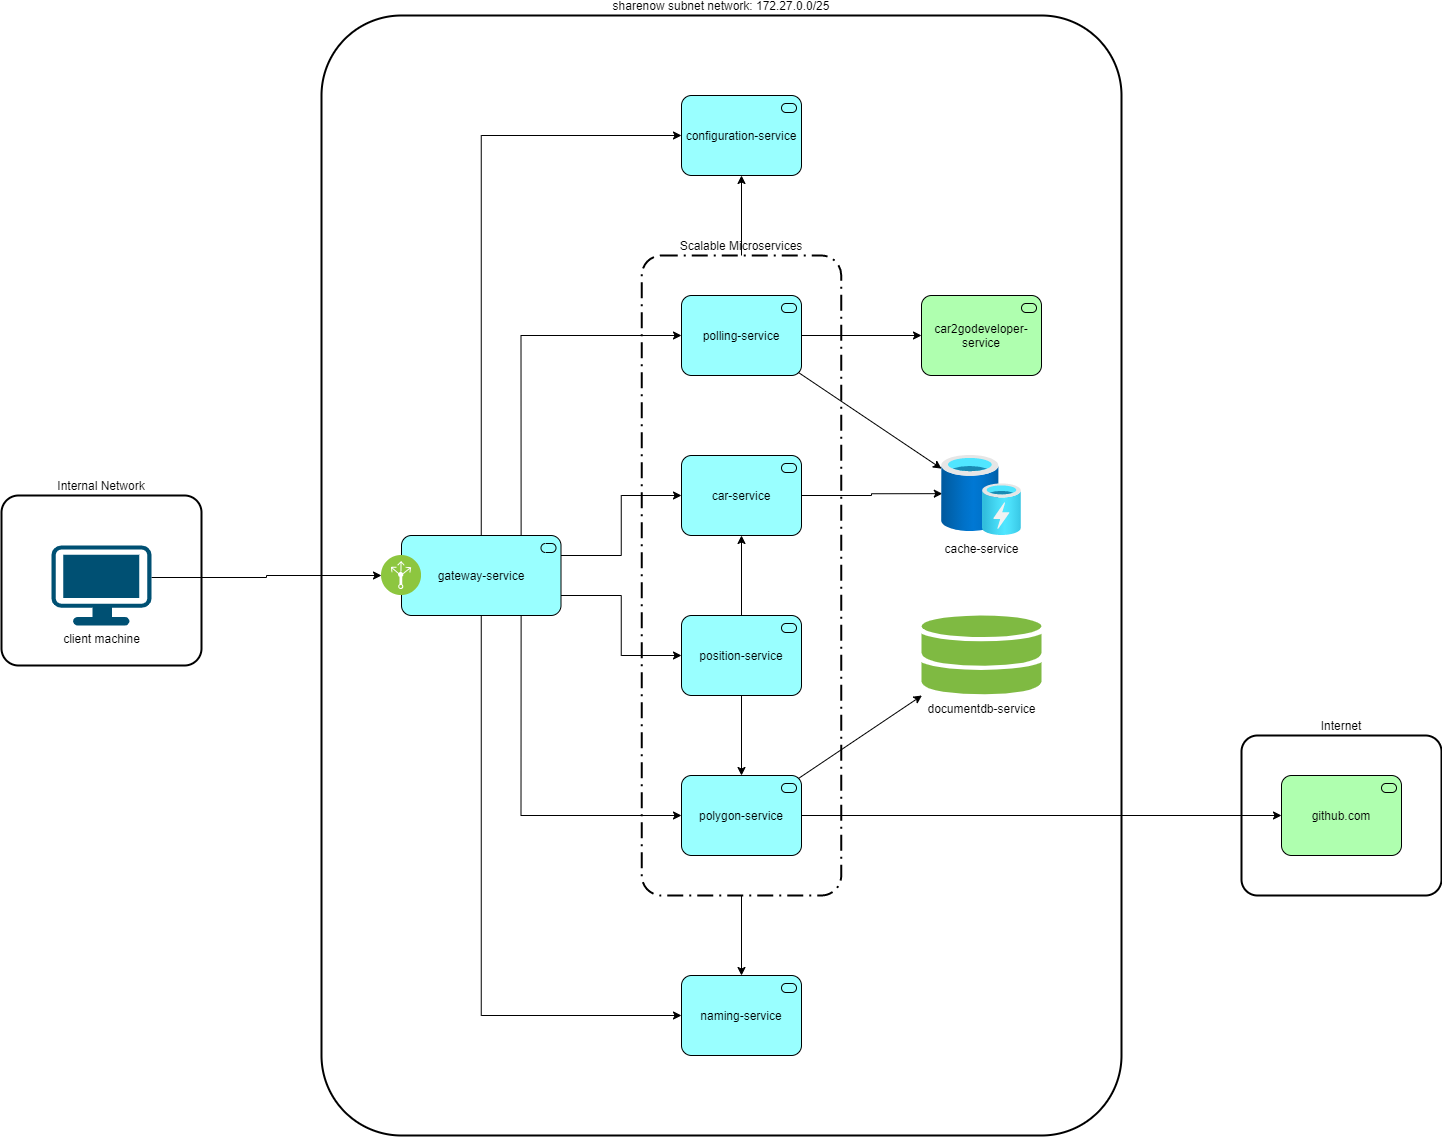 sharenow subnet network: 172.27.0.0/25
configuration-service
Scalable Microservices
polling-service
car2godeveloper-
service
car-service
cache-service
Internal Network
client machine
gateway-service
position-service
documentdb-service
Internet
polygon-service
github.com
naming-service